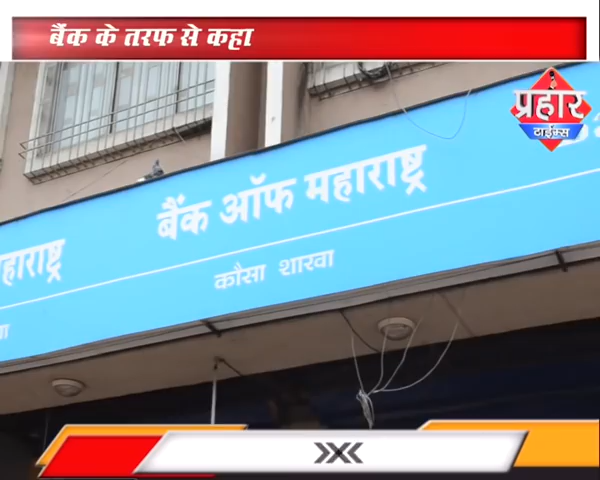 बैंक के तरफ से कहा
प्रहार
टाईम्स
बैंक ऑफ महाराष्ट्र
हाराष्ट्र
कौसा शाखा